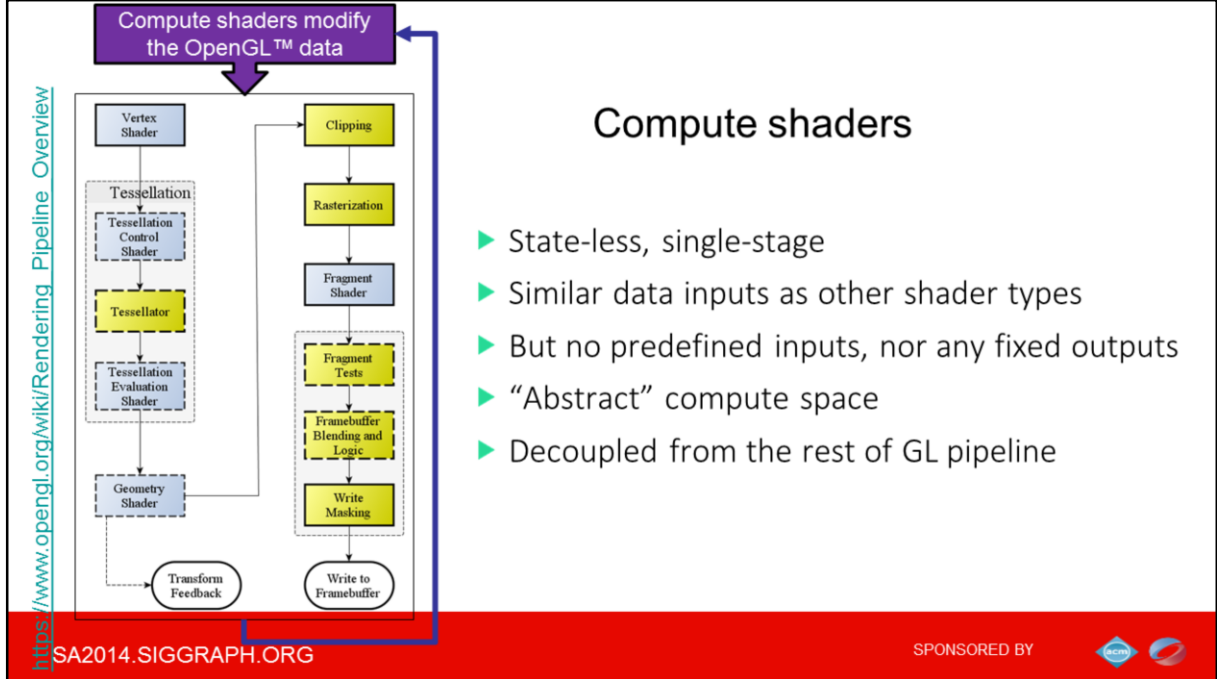 Compute shaders modify
the OpenGL™ data
https://www.opengl.org/wiki/Rendering_Pipeline_Overview
Vertex
Shader
Tessellation
Tessellation
Control
Shader
Tessellator
Tessellation
Evaluation
Shader
Geometry
Shader
Transform
Feedback
Clipping
Rasterization
Fragment
Shader
Fragment
Tests
Framebuffer
Blending and
Logic
Write
Masking
Write to
Framebuffer
Compute shaders
State-less, single-stage
Similar data inputs as other shader types
But no predefined inputs, nor any fixed outputs
“Abstract” compute space
Decoupled from the rest of GL pipeline
SA2014.SIGGRAPH.ORG
SPONSORED BY
acm